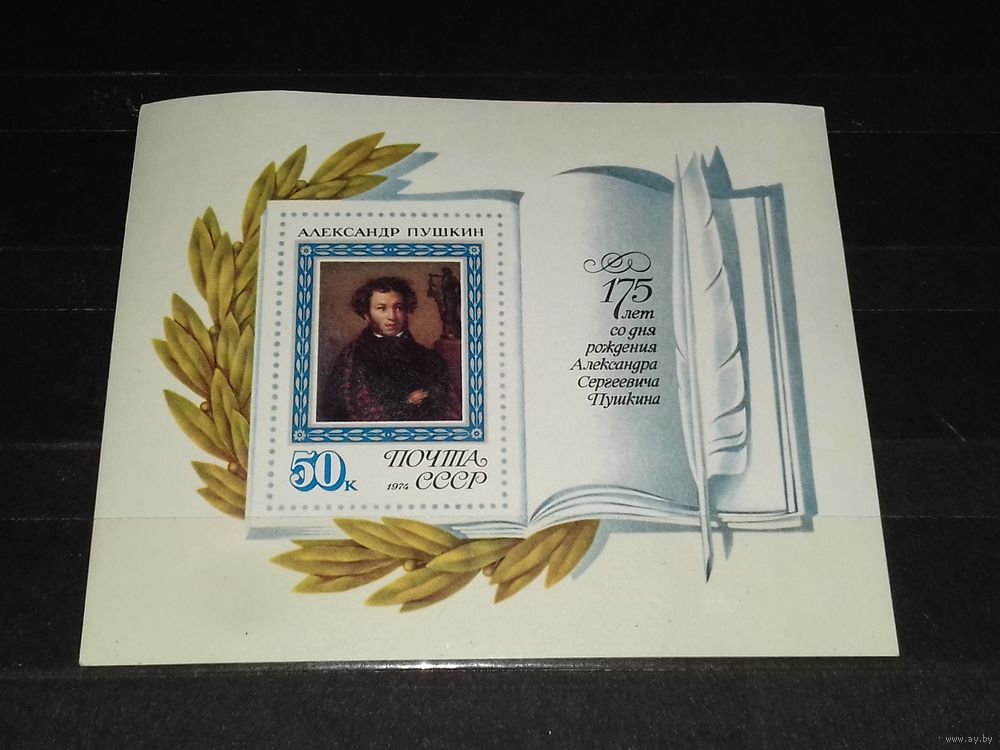 АЛЕКСАНДР ПУШКИН
50к
ПОЧТА
1974 СССР
175
лет
со дня
рождения
Александра
Сергеевича
Пушкина
www.ay.by